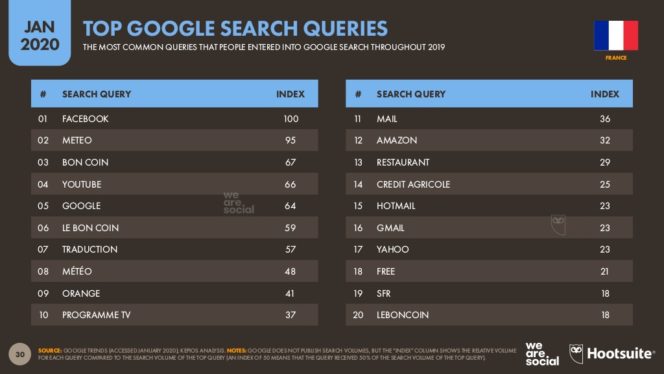 JAN
2020
TOP GOOGLE SEARCH QUERIES
THE MOST COMMON QUERIES THAT PEOPLE ENTERED INTO GOOGLE SEARCH THROUGHOUT 2019
FRANCE
# SEARCH QUERY INDEX
01 FACEBOOK 100
02 METEO 95
03 BON COIN 67
04 YOUTUBE 66
05 GOOGLE 64
06 LE BON COIN 59
07 TRADUCTION 57
08 MÉTÉO 48
09 ORANGE 41
10 PROGRAMME TV 37
# SEARCH QUERY INDEX
11 MAIL 36
12 AMAZON 32
13 RESTAURANT 29
14 CREDIT AGRICOLE 25
15 HOTMAIL 23
16 GMAIL 23
17 YAHOO 23
18 FREE 21
19 SFR 18
20 LEBONCOIN 18
we
are.
social
30
SOURCE: GOOGLE TRENDS (ACCESSED JANUARY 2020); KEPIOS ANALYSIS. NOTES: GOOGLE DOES NOT PUBLISH SEARCH VOLUMES, BUT THE "INDEX" COLUMN SHOWS THE RELATIVE VOLUME
FOR EACH QUERY COMPARED TO THE SEARCH VOLUME OF THE TOP QUERY (AN INDEX OF 50 MEANS THAT THE QUERY RECEIVED 50% OF THE SEARCH VOLUME OF THE TOP QUERY).
we
are.
social
Hootsuite®